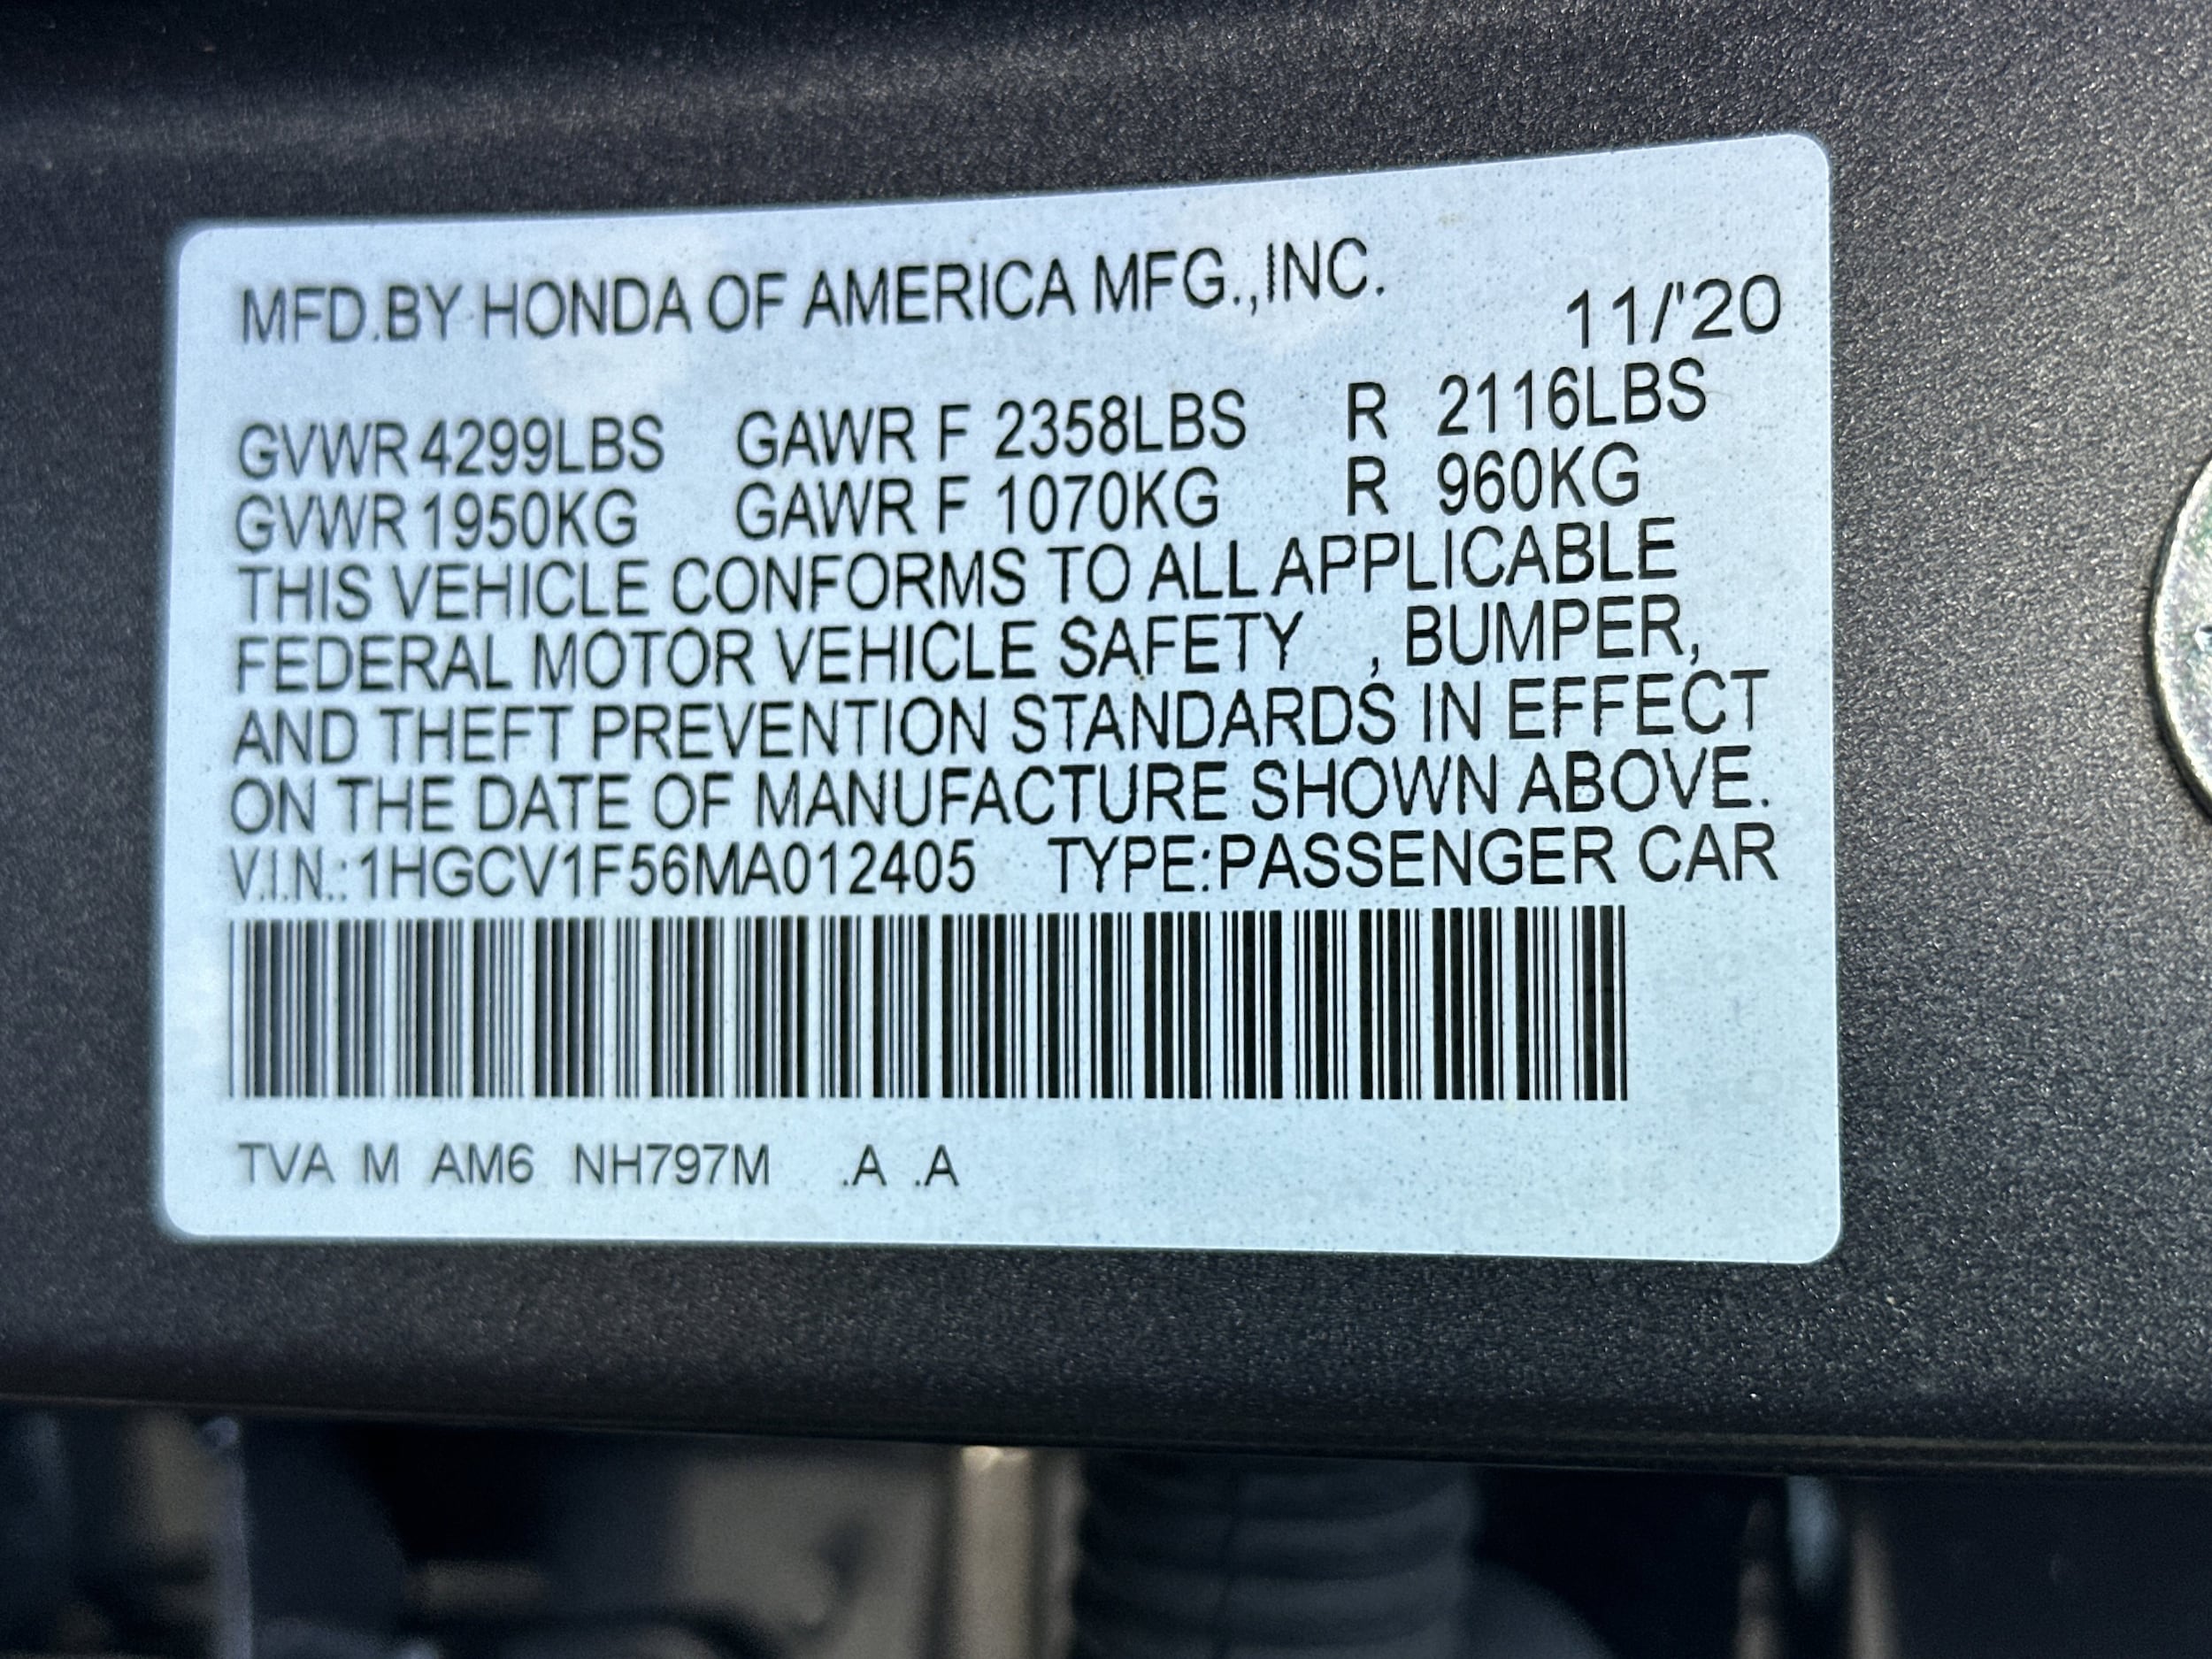 MFD.BY HONDA OF AMERICA MFG.,INC.
11/'20
GVWR 4299LBS GAWR F 2358LBS R 2116LBS
GVWR 1950KG GAWR F 1070KG R 960KG
THIS VEHICLE CONFORMS TO ALL APPLICABLE
FEDERAL MOTOR VEHICLE SAFETY , BUMPER,
AND THEFT PREVENTION STANDARDS IN EFFECT
ON THE DATE OF MANUFACTURE SHOWN ABOVE.
V.I.N.: 1HGCV1F56MA012405 TYPE:PASSENGER CAR
TVA M AM6 NH797M .A .A